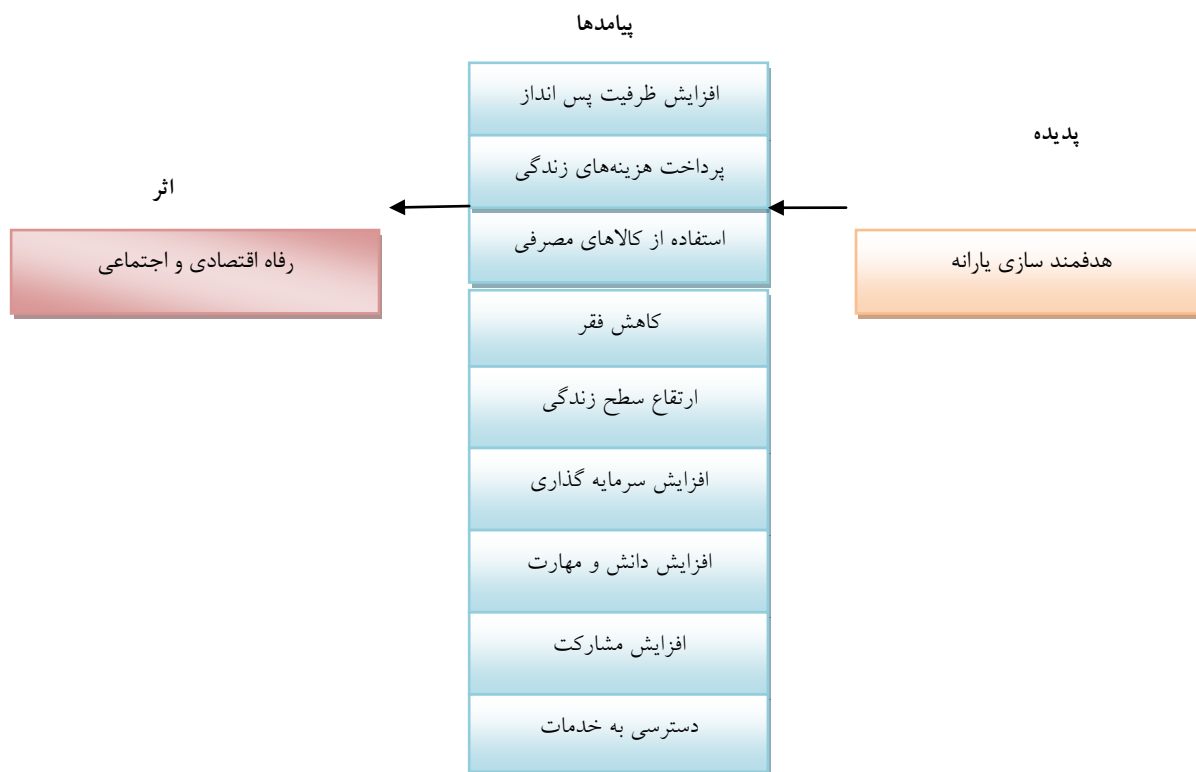 پیامدها
پدیده
هدفمند سازی یارانه
افزایش ظرفیت پس انداز
پرداخت هزینه‌های زندگی
استفاده از کالاهای مصرفی
کاهش فقر
ارتقاع سطح زندگی
افزایش سرمایه گذاری
افزایش دانش و مهارت
افزایش مشارکت
دسترسی به خدمات
اثر
رفاه اقتصادی و اجتماعی